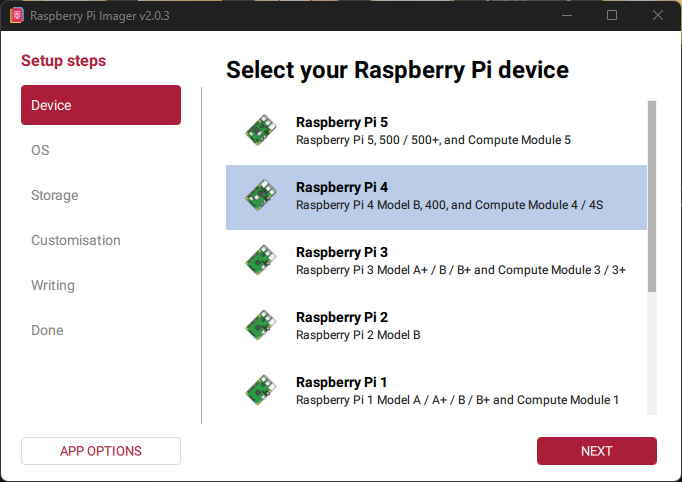 Raspberry Pi Imager v2.0.3
Setup steps
Device
OS
Storage
Customisation
Writing
Done
APP OPTIONS
Select your Raspberry Pi device
Raspberry Pi 5
Raspberry Pi 5, 500 / 500+, and Compute Module 5
Raspberry Pi 4
Raspberry Pi 4 Model B, 400, and Compute Module 4 / 4S
Raspberry Pi 3
Raspberry Pi 3 Model A+ / B / B+ and Compute Module 3 / 3+
Raspberry Pi 2
Raspberry Pi 2 Model B
Raspberry Pi 1
Raspberry Pi 1 Model A / A+ / B / B+ and Compute Module 1
NEXT